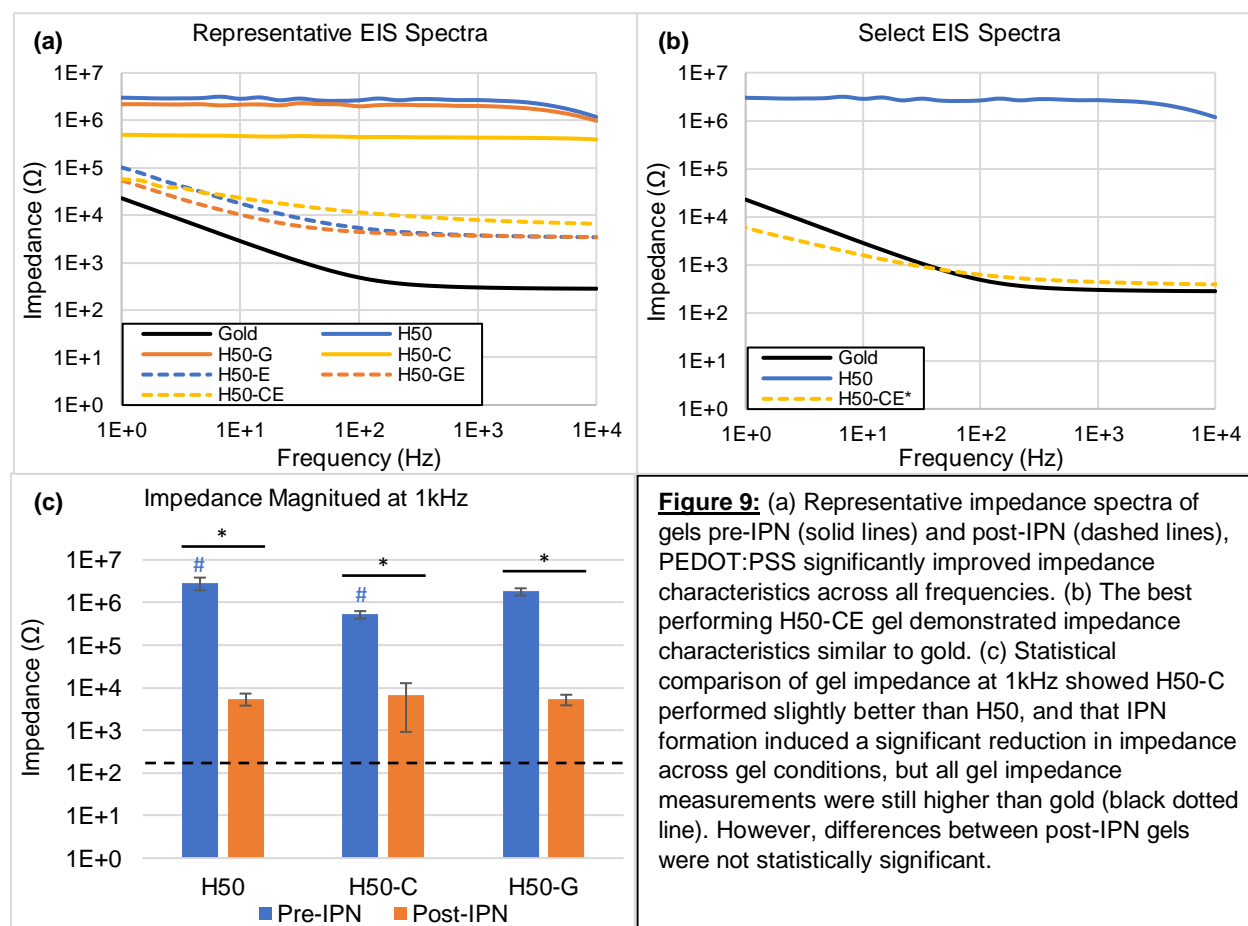 (a)
Representative EIS Spectra
Impedance (Ω)
1E+7
1E+6
1E+5
1E+4
1E+3
1E+2
1E+1
1E+0
Gold
H50
H50-G
H50-C
H50-E
H50-GE
H50-CE
1E+0 1E+1 1E+2 1E+3 1E+4
Frequency (Hz)
(b)
Select EIS Spectra
Impedance (Ω)
1E+7
1E+6
1E+5
1E+4
1E+3
1E+2
1E+1
1E+0
Gold
H50
H50-CE*
1E+0 1E+1 1E+2 1E+3 1E+4
Frequency (Hz)
(c)
Impedance Magnitued at 1kHz
Impedance (Ω)
1E+7
1E+6
1E+5
1E+4
1E+3
1E+2
1E+1
1E+0
* * *
# #
H50 H50-C H50-G
Pre-IPN Post-IPN
Figure 9: (a) Representative impedance spectra of
gels pre-IPN (solid lines) and post-IPN (dashed lines),
PEDOT:PSS significantly improved impedance
characteristics across all frequencies. (b) The best
performing H50-CE gel demonstrated impedance
characteristics similar to gold. (c) Statistical
comparison of gel impedance at 1kHz showed H50-C
performed slightly better than H50, and that IPN
formation induced a significant reduction in impedance
across gel conditions, but all gel impedance
measurements were still higher than gold (black dotted
line). However, differences between post-IPN gels
were not statistically significant.